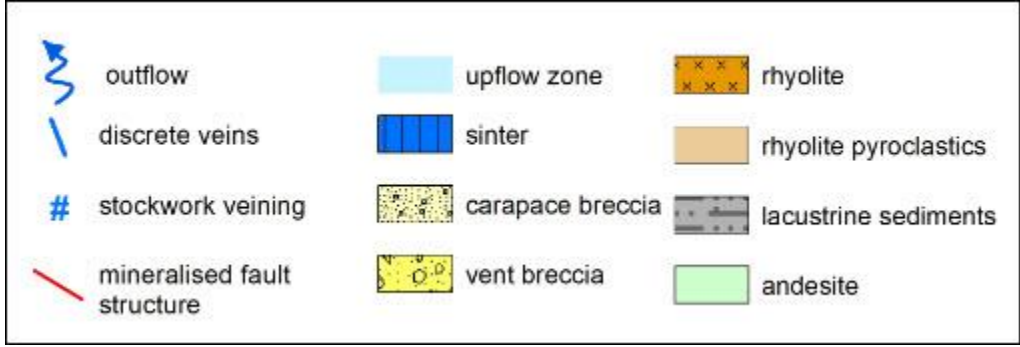 outflow
discrete veins
# stockwork veining
mineralised fault
structure
upflow zone
sinter
carapace breccia
vent breccia
rhyolite
rhyolite pyroclastics
lacustrine sediments
andesite